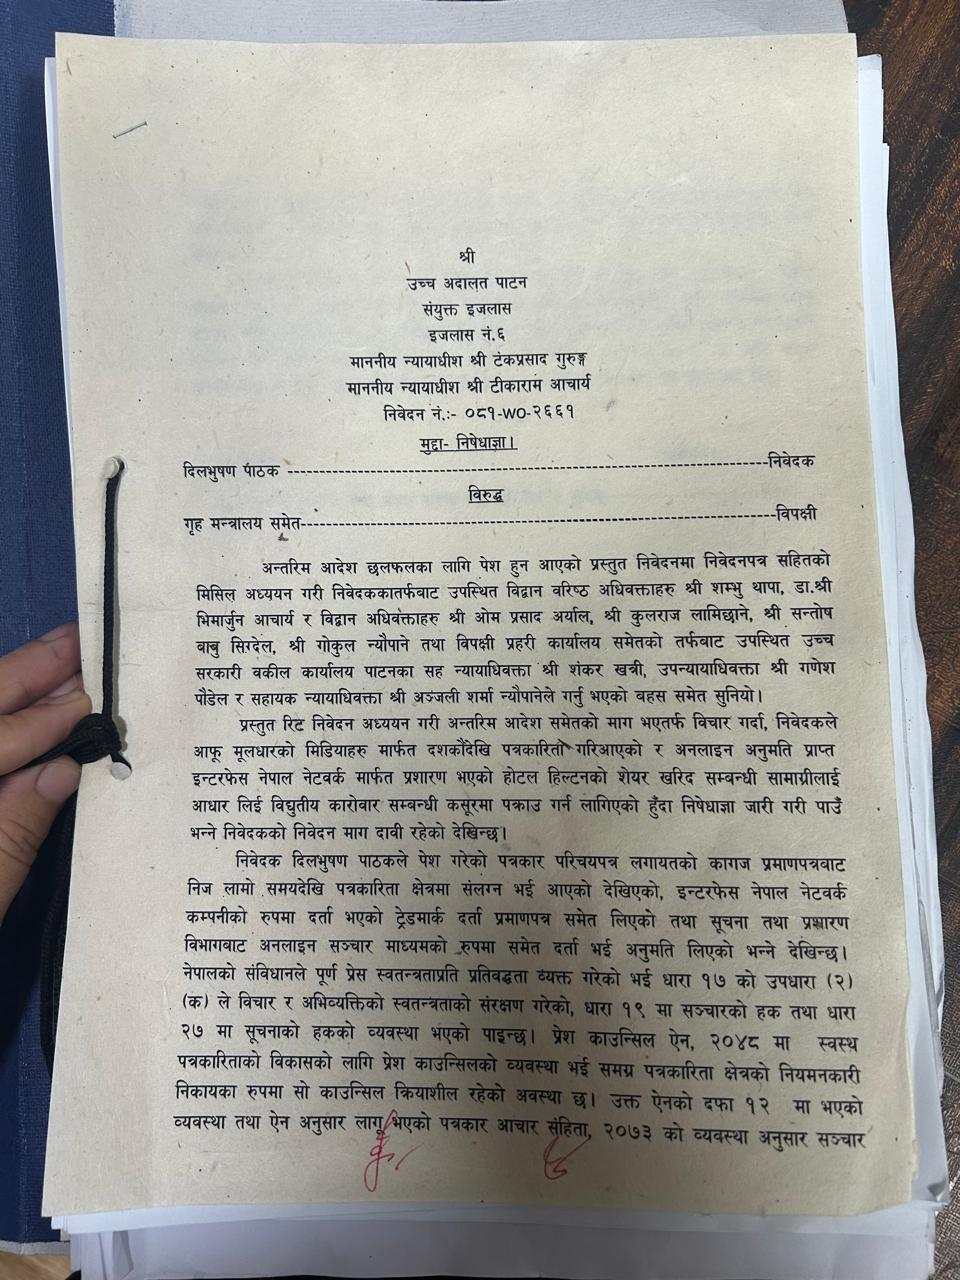 श्री
उच्च अदालत पाटन
संयुक्त इजलास
इजलास नं.६
माननीय न्यायाधीश श्री टंकप्रसाद गुरुङ्ग
माननीय न्यायाधीश श्री टीकाराम आचार्य
निवेदन नं.:- ०८१-WO-२६६१
मुद्दा- निषेधाज्ञा।
दिलभुषण पाठक ------------------------------------------------------------------------निवेदक
विरुद्ध
गृह मन्त्रालय समेत-----------------------------------------------------------------------विपक्षी
अन्तरिम आदेश छलफलका लागि पेश हुन आएको प्रस्तुत निवेदनमा निवेदनपत्र सहितको
मिसिल अध्ययन गरी निवेदककातर्फबाट उपस्थित विद्वान वरिष्ठ अधिवक्ताहरु श्री शम्भु थापा, डा.श्री
भिमार्जुन आचार्य र विद्वान अधिवक्ताहरु श्री ओम प्रसाद अर्याल, श्री कुलराज लामिछाने, श्री सन्तोष
बाबु सिग्देल, श्री गोकुल न्यौपाने तथा विपक्षी प्रहरी कार्यालय समेतको तर्फबाट उपस्थित उच्च
सरकारी वकील कार्यालय पाटनका सह न्यायाधिवक्ता श्री शंकर खत्री, उपन्यायाधिवक्ता श्री गणेश
पौडेल र सहायक न्यायाधिवक्ता श्री अञ्जली शर्मा न्यौपानेले गर्नु भएको बहस समेत सुनियो।
प्रस्तुत रिट निवेदन अध्ययन गरी अन्तरिम आदेश समेतको माग भएतर्फ विचार गर्दा, निवेदकले
आफू मूलधारको मिडियाहरु मार्फत दशकौंदेखि पत्रकारिता गरिआएको र अनलाइन अनुमति प्राप्त
इन्टरफेस नेपाल नेटवर्क मार्फत प्रशारण भएको होटल हिल्टनको शेयर खरिद सम्बन्धी सामाग्रीलाई
आधार लिई विद्युतीय कारोवार सम्बन्धी कसूरमा पक्राउ गर्न लागिएको हुँदा निषेधाज्ञा जारी गरी पाउँ
भन्ने निवेदकको निवेदन माग दावी रहेको देखिन्छ।
निवेदक दिलभुषण पाठकले पेश गरेको पत्रकार परिचयपत्र लगायतको कागज प्रमाणपत्रबाट
निज लामो समयदेखि पत्रकारिता क्षेत्रमा संलग्न भई आएको देखिएको, इन्टरफेस नेपाल नेटवर्क
कम्पनीको रुपमा दर्ता भएको ट्रेडमार्क दर्ता प्रमाणपत्र समेत लिएको तथा सूचना तथा प्रशारण
विभागबाट अनलाइन सञ्चार माध्यमको रुपमा समेत दर्ता भई अनुमति लिएको भन्ने देखिन्छ।
नेपालको संविधानले पूर्ण प्रेस स्वतन्त्रताप्रति प्रतिवद्धता व्यक्त गरेको भई धारा १७ को उपधारा (२)
(क) ले विचार र अभिव्यक्तिको स्वतन्त्रताको संरक्षण गरेको, धारा १९ मा सञ्चारको हक तथा धारा
२७ मा सूचनाको हकको व्यवस्था भएको पाइन्छ। प्रेश काउन्सिल ऐन, २०४८ मा स्वस्थ
पत्रकारिताको विकासको लागि प्रेश काउन्सिलको व्यवस्था भई समग्र पत्रकारिता क्षेत्रको नियमनकारी
निकायका रुपमा सो काउन्सिल क्रियाशील रहेको अवस्था छ। उक्त ऐनको दफा १२ मा भएको
व्यवस्था तथा ऐन अनुसार लागू भएको पत्रकार आचार संहिता, २०७३ को व्यवस्था अनुसार सञ्चार